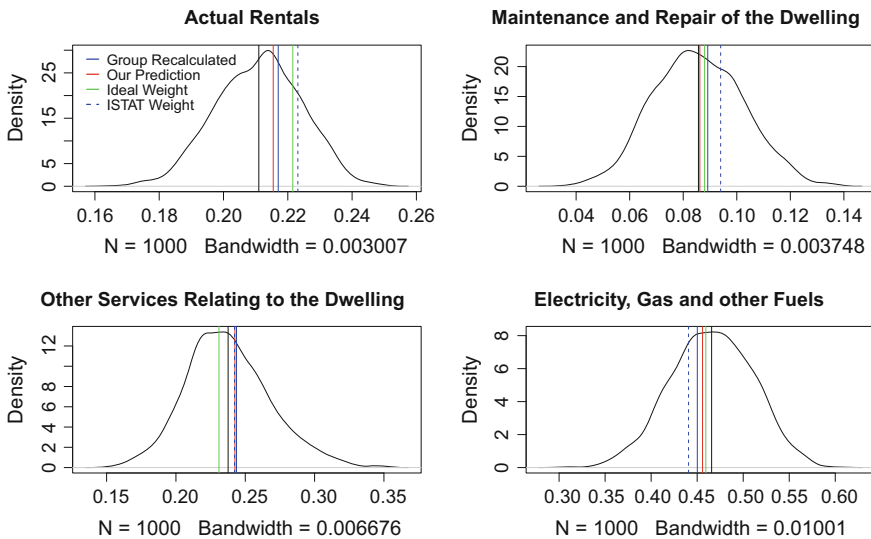 Actual Rentals
Density
25
15
5
0
Group Recalculated
Our Prediction
Ideal Weight
ISTAT Weight
0.16 0.18 0.20 0.22 0.24 0.26
N = 1000 Bandwidth = 0.003007
Maintenance and Repair of the Dwelling
Density
20
15
10
5
0
0.04 0.06 0.08 0.10 0.12 0.14
N = 1000 Bandwidth = 0.003748
Other Services Relating to the Dwelling
Density
12
8
6
4
2
0
0.15 0.20 0.25 0.30 0.35
N = 1000 Bandwidth = 0.006676
Electricity, Gas and other Fuels
Density
8
6
4
2
0
0.30 0.35 0.40 0.45 0.50 0.55 0.60
N = 1000 Bandwidth = 0.01001